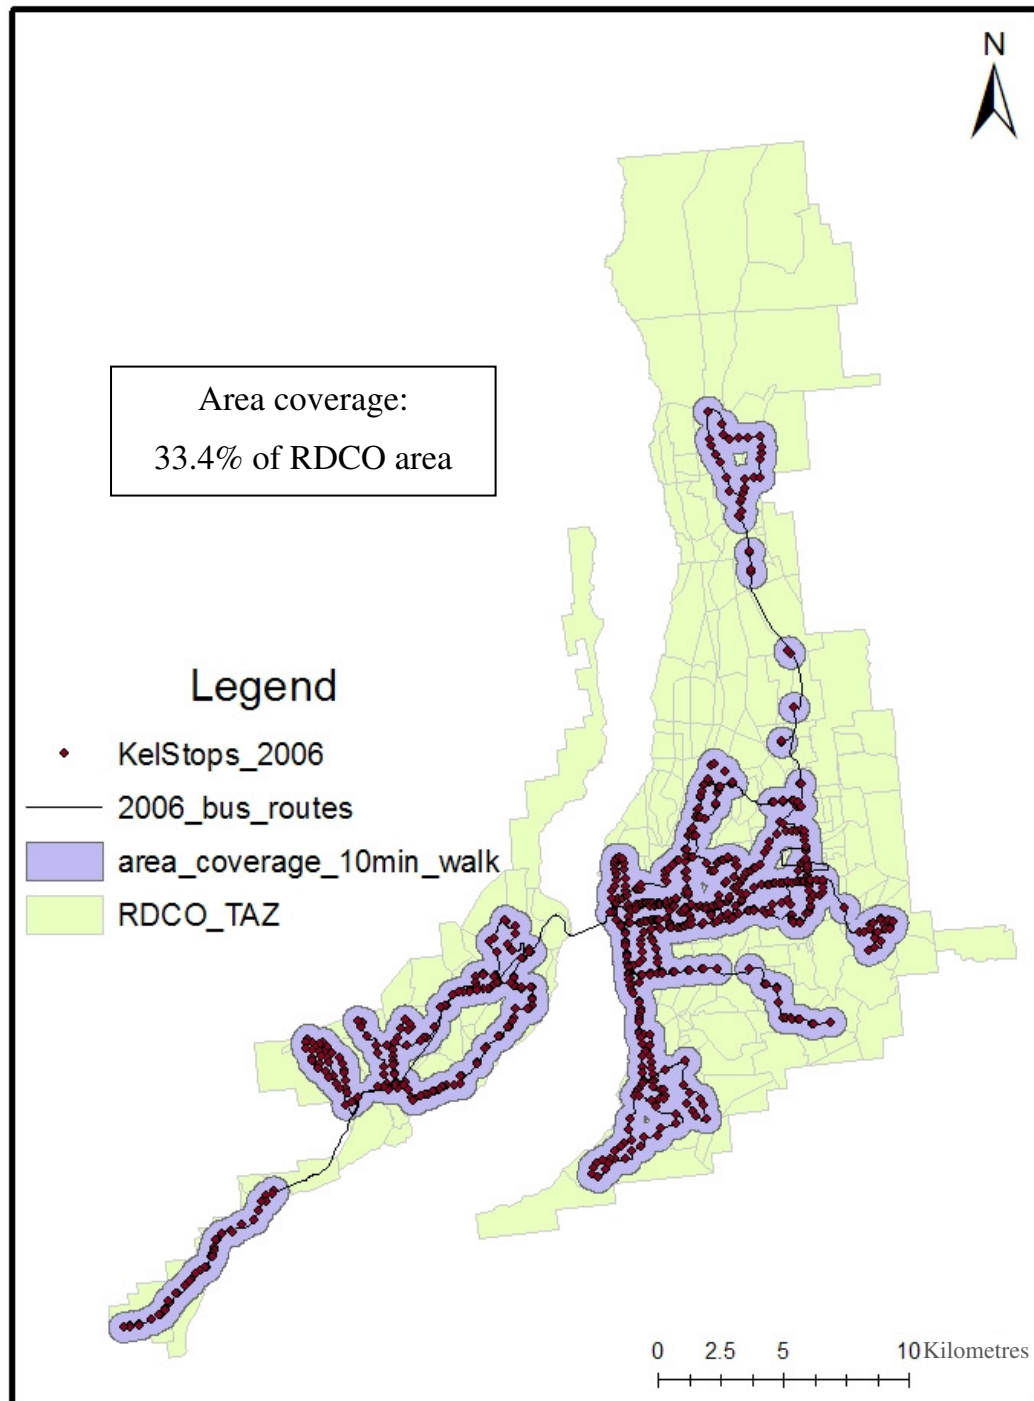 N
Area coverage:
33.4% of RDCO area
Legend
KelStops_2006
2006_bus_routes
area_coverage_10min_walk
RDCO_TAZ
0 2.5 5 10 Kilometres